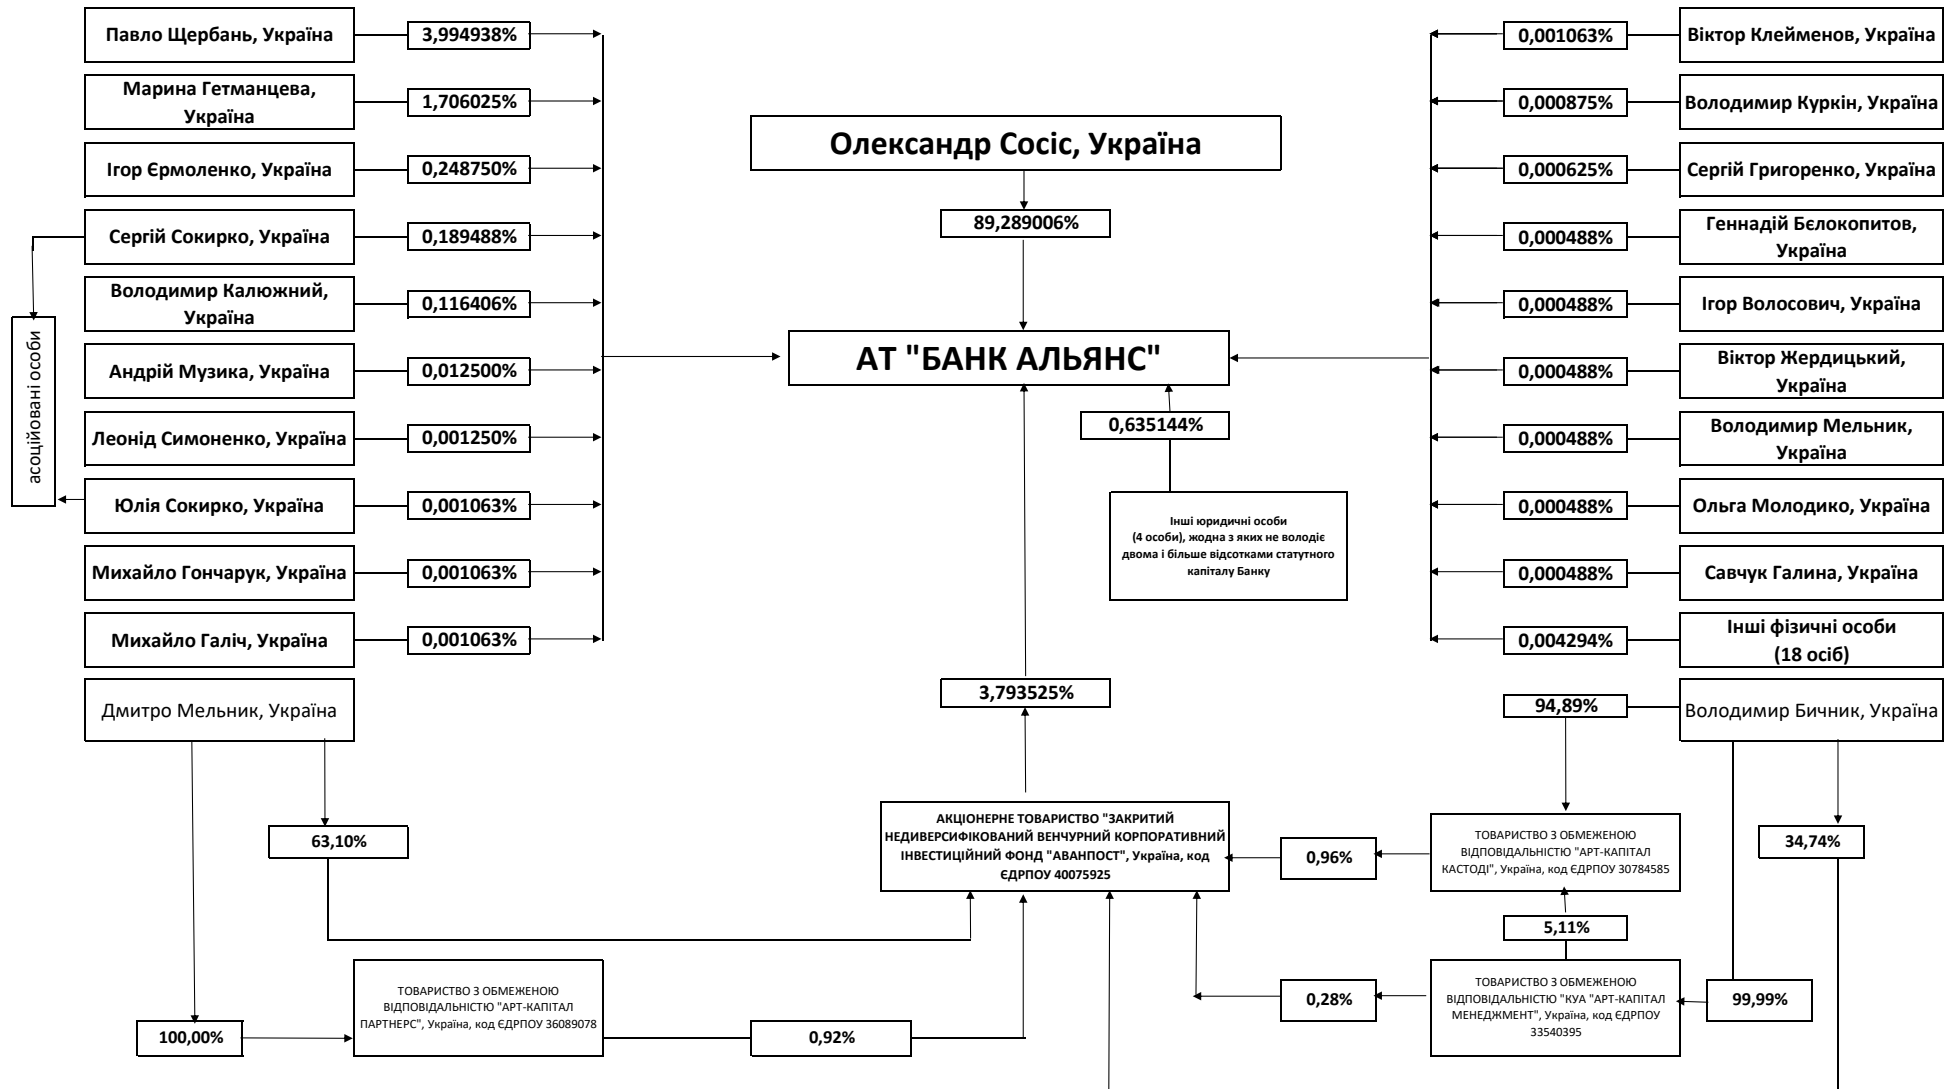 Павло Щербань, Україна
3,994938%
Марина Гетманцева,
Україна
1,706025%
Ігор Єрмоленко, Україна
0,248750%
Сергій Сокирко, Україна
0,189488%
Володимир Калюжний,
Україна
0,116406%
Андрій Музика, Україна
0,012500%
Леонід Симоненко, Україна
0,001250%
Юлія Сокирко, Україна
0,001063%
Михайло Гончарук, Україна
0,001063%
Михайло Галіч, Україна
0,001063%
асоційовані особи
Олександр Сосіс, Україна
89,289006%
АТ "БАНК АЛЬЯНС"
0,635144%
Інші юридичні особи
(4 особи), жодна з яких не володіє
двома і більше відсотками статутного
капіталу Банку
0,001063%
Віктор Клейменов, Україна
0,000875%
Володимир Куркін, Україна
0,000625%
Сергій Григоренко, Україна
0,000488%
Геннадій Бєлокопитов,
Україна
0,000488%
Ігор Волосович, Україна
0,000488%
Віктор Жердицький,
Україна
0,000488%
Володимир Мельник,
Україна
0,000488%
Ольга Молодико, Україна
0,000488%
Савчук Галина, Україна
0,004294%
Інші фізичні особи
(18 осіб)
Дмитро Мельник, Україна
3,793525%
94,89%
Володимир Бичник, Україна
63,10%
АКЦІОНЕРНЕ ТОВАРИСТВО "ЗАКРИТИЙ
НЕДИВЕРСИФІКОВАНИЙ ВЕНЧУРНИЙ КОРПОРАТИВНИЙ
ІНВЕСТИЦІЙНИЙ ФОНД "АВАНПОСТ", Україна, код
ЄДРПОУ 40075925
0,96%
ТОВАРИСТВО З ОБМЕЖЕНОЮ
ВІДПОВІДАЛЬНІСТЮ "АРТ-КАПІТАЛ
КАСТОДІ", Україна, код ЄДРПОУ 30784585
34,74%
5,11%
ТОВАРИСТВО З ОБМЕЖЕНОЮ
ВІДПОВІДАЛЬНІСТЮ "АРТ-КАПІТАЛ
ПАРТНЕРС", Україна, код ЄДРПОУ 36089078
100,00%
0,92%
0,28%
ТОВАРИСТВО З ОБМЕЖЕНОЮ
ВІДПОВІДАЛЬНІСТЮ "КУА "АРТ-КАПІТАЛ
МЕНЕДЖМЕНТ", Україна, код ЄДРПОУ
33540395
99,99%